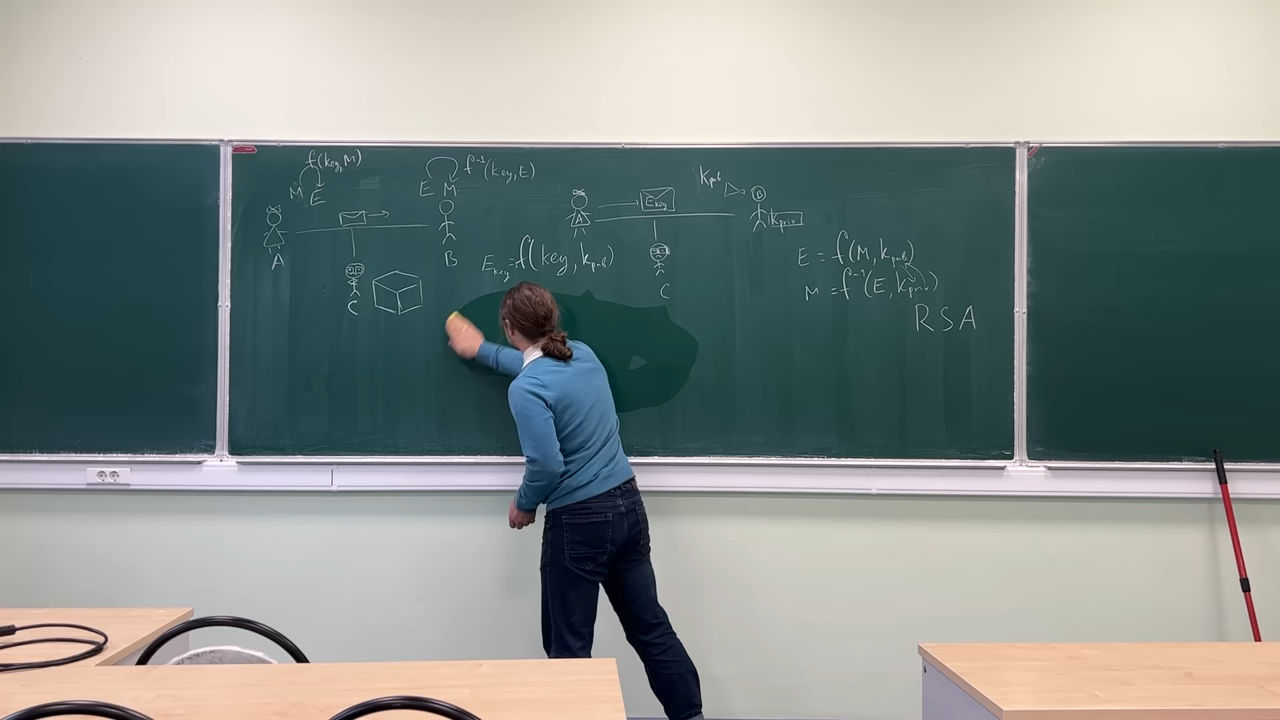 f(key, M)
M E
A
C
E M
f⁻¹(key, E)
B
E_key = f(key, k_pub)
A
E_key
C
K_pub
B
K_priv
E = f(M, k_pub)
M = f⁻¹(E, k_priv)
RSA